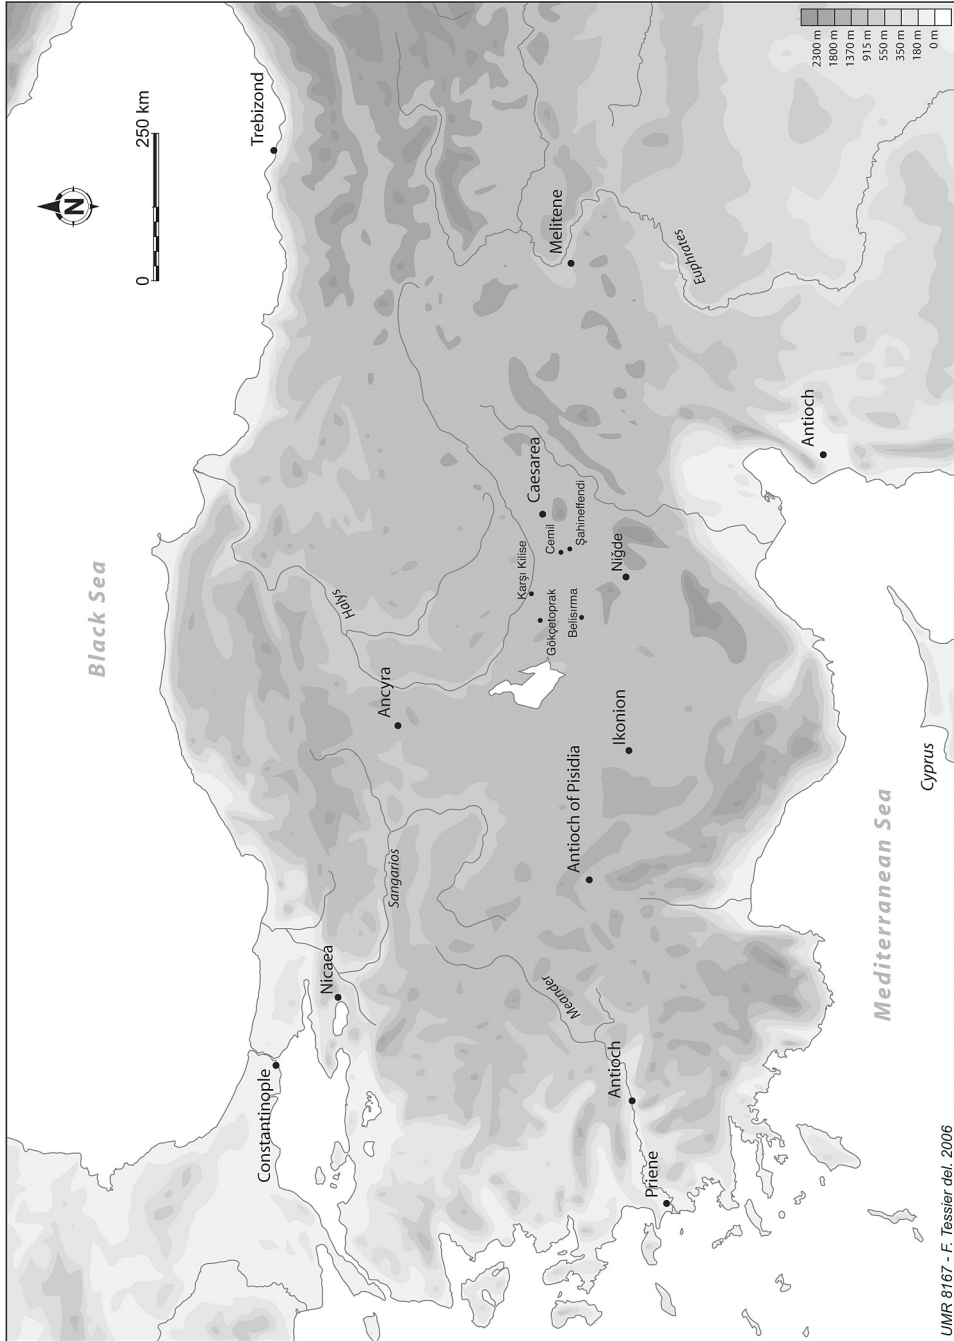 Black Sea
N
0
250 km
Trebizond
2300 m
1800 m
1370 m
915 m
550 m
350 m
180 m
0 m
Constantinople
Nicaea
Sangarios
Ancyra
Halys
Karşı Kilise
Gökçetoprak
Caesarea
Cemil
Şahineffendi
Belisırma
Niğde
Melitene
Euphrates
Meander
Antioch of Pisidia
Ikonion
Antioch
Priene
Antioch
Mediterranean Sea
Cyprus
UMR 8167 - F. Tessier del. 2006